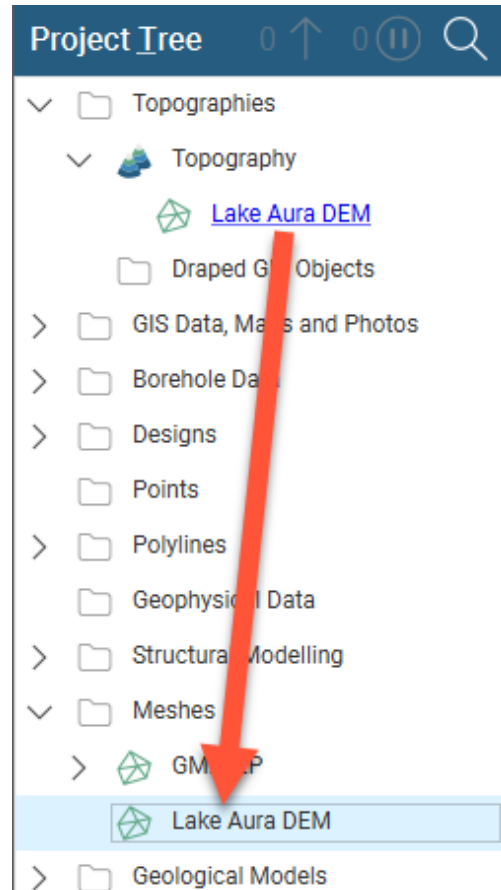 Project Tree 0 0
Topographies
Topography
Lake Aura DEM
Draped GIS Objects
GIS Data, Maps and Photos
Borehole Data
Designs
Points
Polylines
Geophysical Data
Structural Modelling
Meshes
Lake Aura DEM
Geological Models